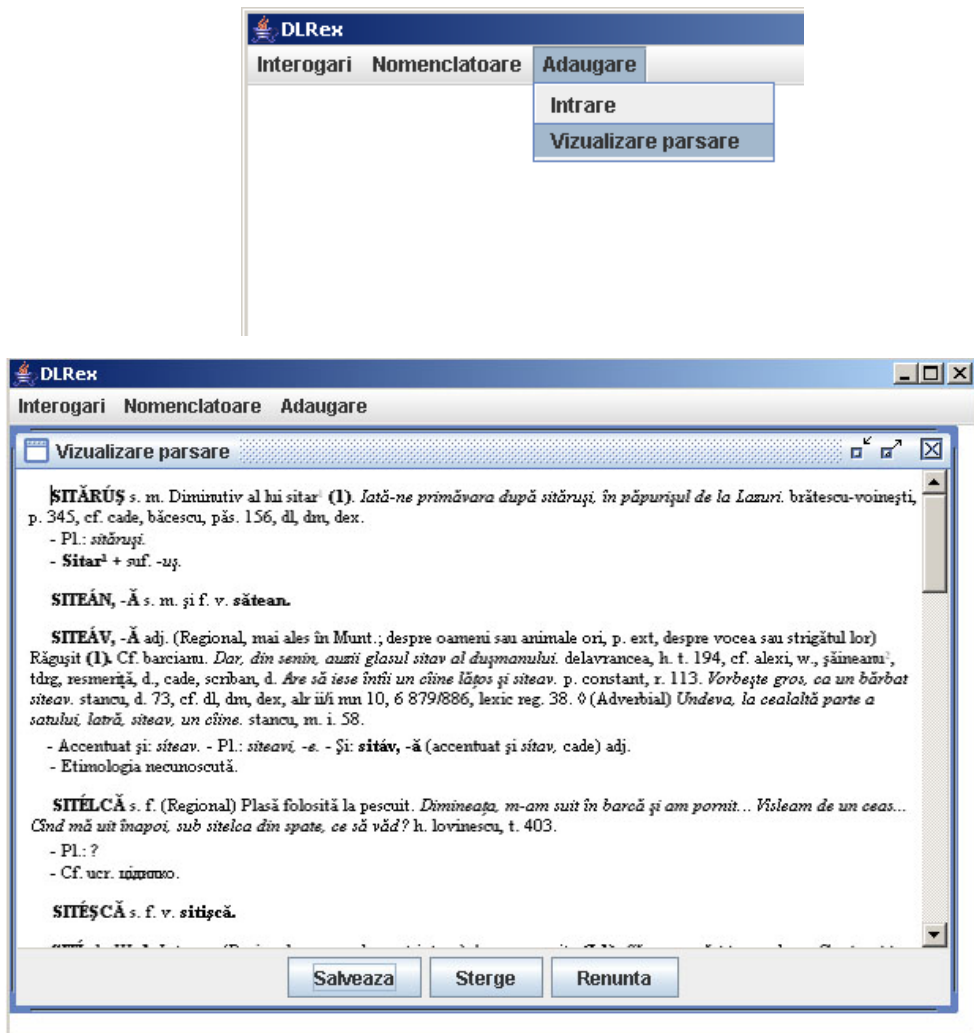 DLRex
Interogari Nomenclatoare Adaugare
Intrare
Vizualizare parsare
DLRex
Interogari Nomenclatoare Adaugare
Vizualizare parsare
SITĂRÚȘ s. m. Diminutiv al lui sitar¹ (1). Iată-ne primăvara după sităruşi, în păpurişul de la Lazuri. brătescu-voineşti,
p. 345, cf. cade, băcescu, păs. 156, dl, dm, dex.
- Pl.: sităruşi.
- Sitar¹ + suf. -uş.
SITEÁN, -Ă s. m. şi f. v. sătean.
SITEÁV, -Ă adj. (Regional, mai ales în Munt.; despre oameni sau animale ori, p. ext, despre vocea sau strigătul lor)
Răguşit (1). Cf. barcianu. Dar, din senin, auzii glasul sitav al duşmanului. delavrancea, h. t. 194, cf. alexi, w., şăineanu²,
tdrg, resmeriţă, d., cade, scriban, d. Are să iese întîi un cîine lăţos şi siteav. p. constant, r. 113. Vorbeşte gros, ca un bărbat
siteav. stancu, d. 73, cf. dl, dm, dex, alr ii/i mn 10, 6 879/886, lexic reg. 38. ◊ (Adverbial) Undeva, la cealaltă parte a
satului, latră, siteav, un cîine. stancu, m. i. 58.
- Accentuat şi: síteav. - Pl.: siteavi, -e. - Şi: sitáv, -ă (accentuat şi sítav, cade) adj.
- Etimologia necunoscută.
SITÉLCĂ s. f. (Regional) Plasă folosită la pescuit. Dimineaţa, m-am suit în barcă şi am pornit... Visleam de un ceas...
Cînd mă uit înapoi, sub sitelca din spate, ce să văd? h. lovinescu, t. 403.
- Pl.: ?
- Cf. ucr.
SITÉŞCĂ s. f. v. sitişcă.
Salveaza Sterge Renunta